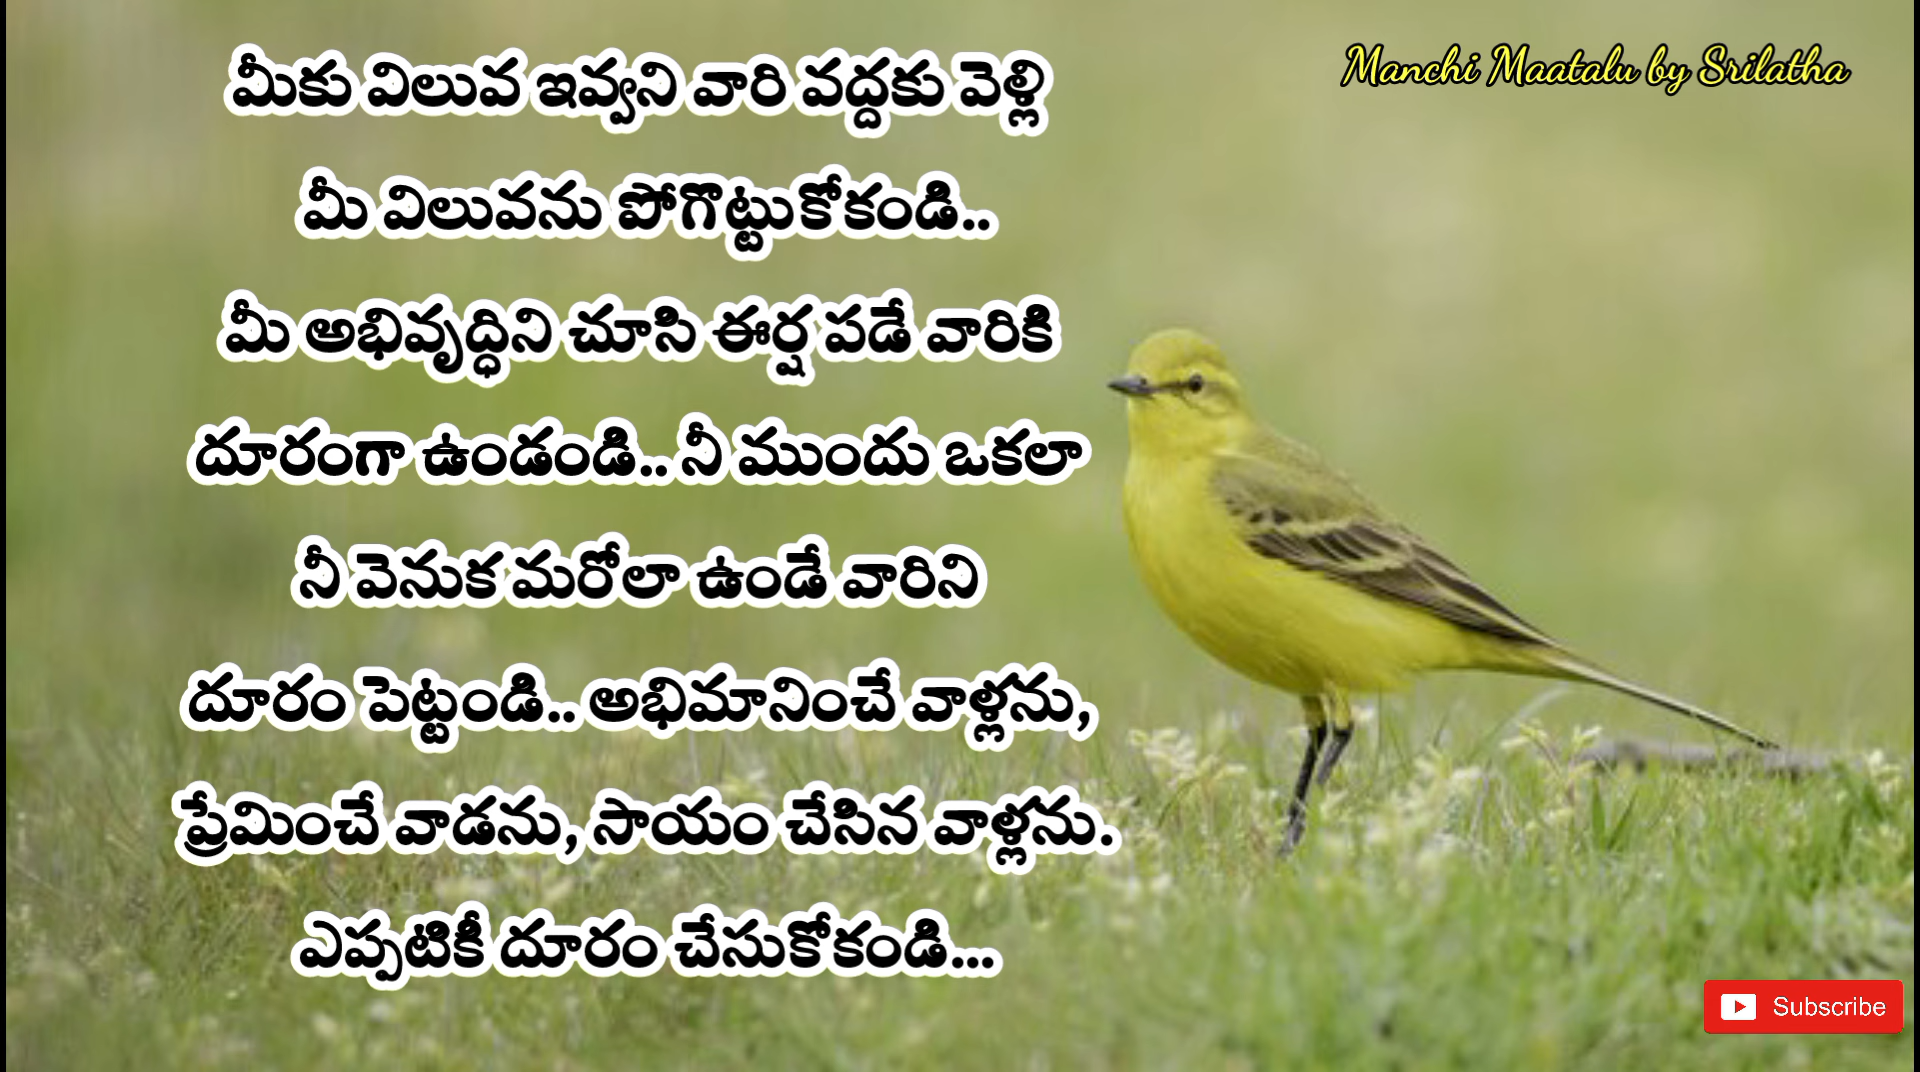 మీకు విలువ ఇవ్వని వారి వద్దకు వెళ్లి
మీ విలువను పోగొట్టుకోకండి..
మీ అభివృద్ధిని చూసి ఈర్ష పడే వారికి
దూరంగా ఉండండి.. నీ ముందు ఒకలా
నీ వెనుక మరోలా ఉండే వారిని
దూరం పెట్టండి.. అభిమానించే వాళ్లను,
ప్రేమించే వాడను, సాయం చేసిన వాళ్లను.
ఎప్పటికీ దూరం చేసుకోకండి...
Manchi Maatalu by Srilatha
Subscribe